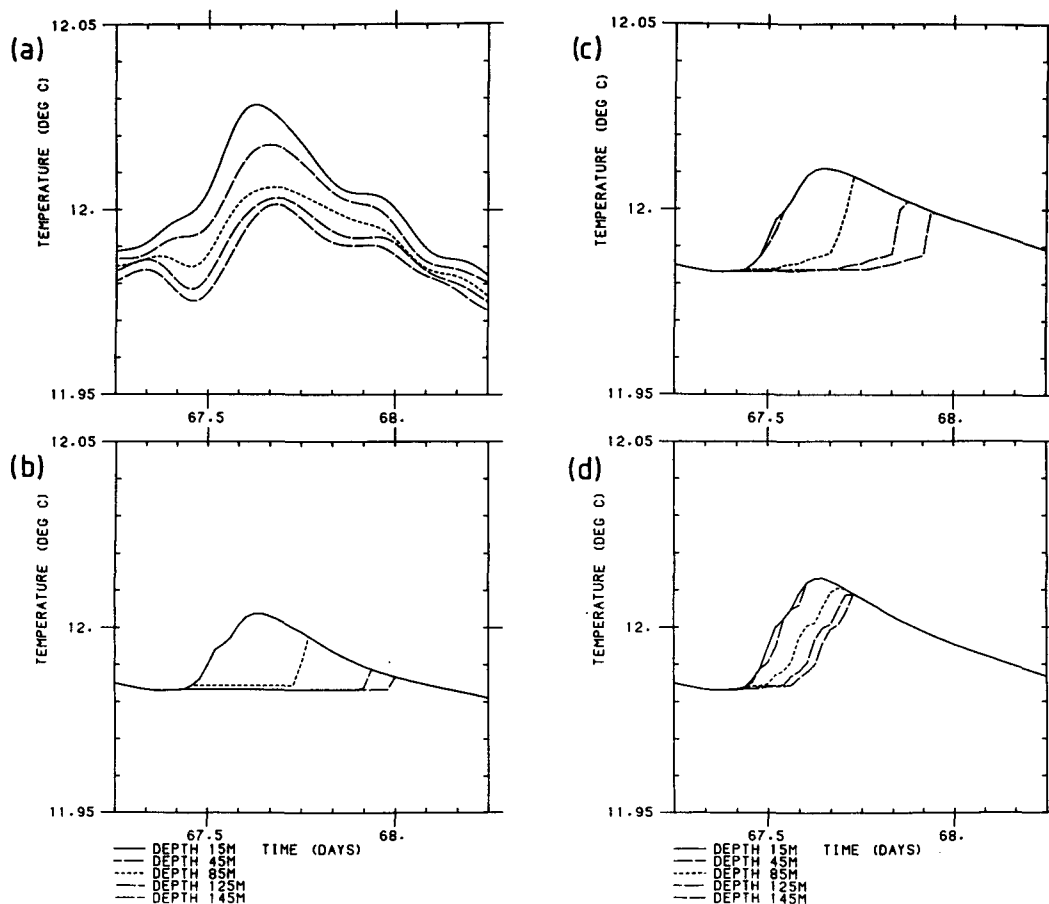 (a)
12.05
TEMPERATURE (DEG C)
12.
11.95
67.5
68.
(b)
12.05
TEMPERATURE (DEG C)
12.
11.95
67.5
68.
TIME (DAYS)
DEPTH 15M
DEPTH 45M
DEPTH 85M
DEPTH 125M
DEPTH 145M
(c)
12.05
TEMPERATURE (DEG C)
12.
11.95
67.5
68.
(d)
12.05
TEMPERATURE (DEG C)
12.
11.95
67.5
68.
TIME (DAYS)
DEPTH 15M
DEPTH 45M
DEPTH 85M
DEPTH 125M
DEPTH 145M